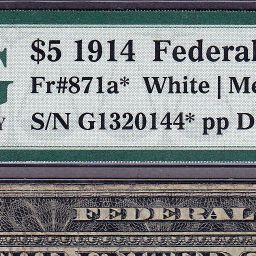 $5 1914 Federal
Fr#871a* White | Me
S/N G1320144* pp D
FEDERAL